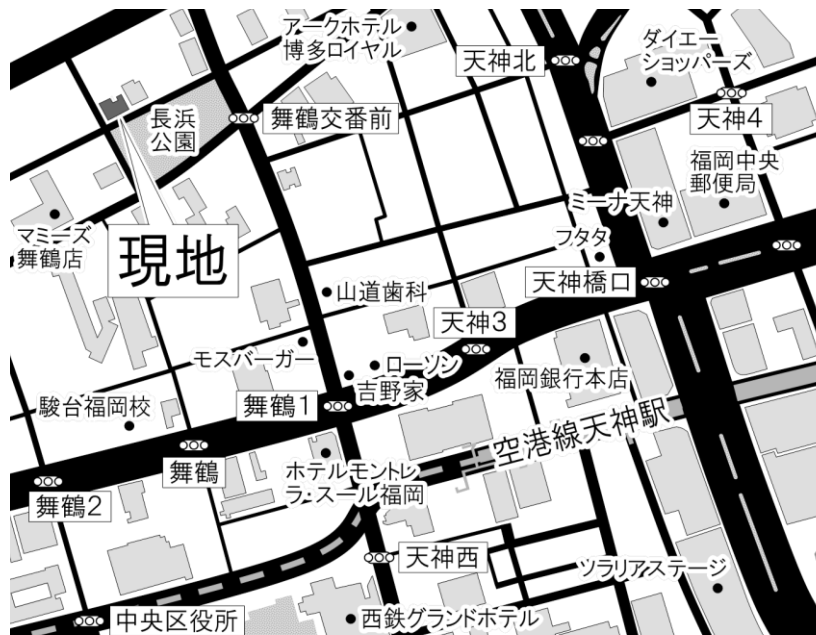 アークホテル
博多ロイヤル
天神北
ダイエー
ショッパーズ
長浜
公園
舞鶴交番前
天神4
福岡中央
郵便局
ミーナ天神
マミーズ
舞鶴店
現地
フタタ
天神橋口
山道歯科
天神3
モスバーガー
ローソン
吉野家
福岡銀行本店
駿台福岡校
舞鶴1
空港線天神駅
舞鶴
ホテルモントレ
ラ・スール福岡
舞鶴2
天神西
ソラリアステージ
中央区役所
西鉄グランドホテル